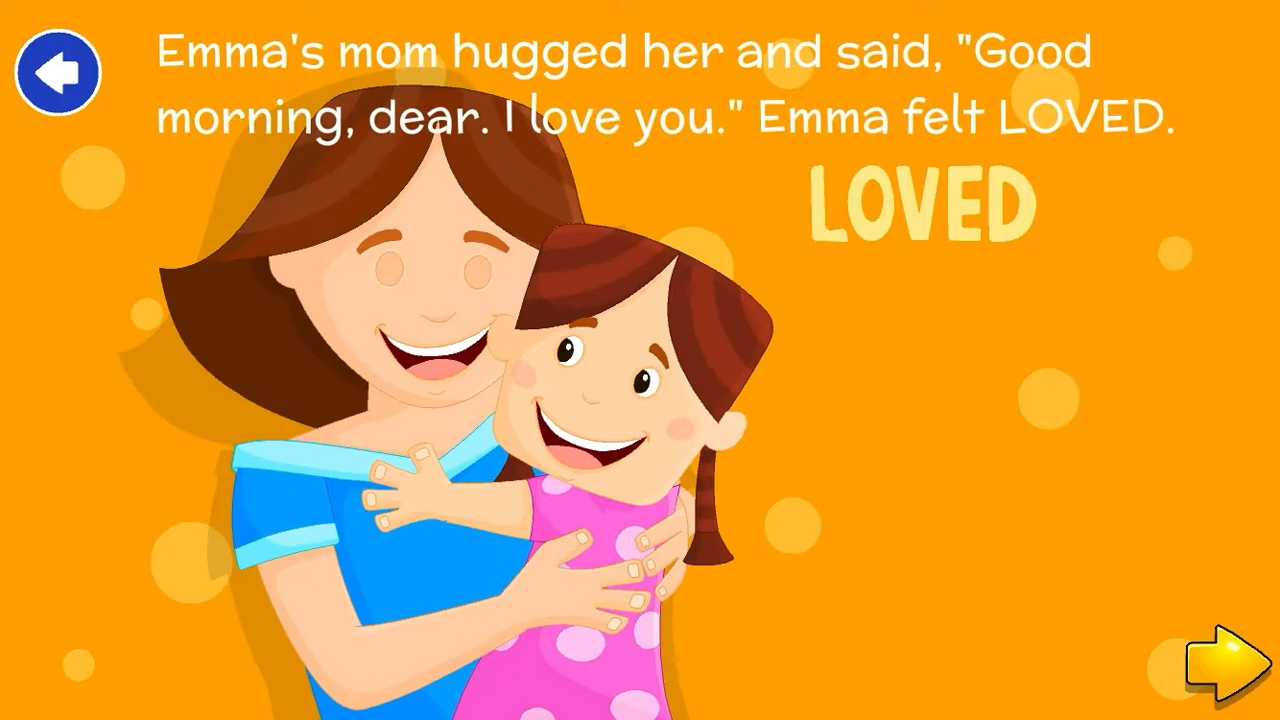 Emma's mom hugged her and said, "Good
morning, dear. I love you." Emma felt LOVED.
LOVED